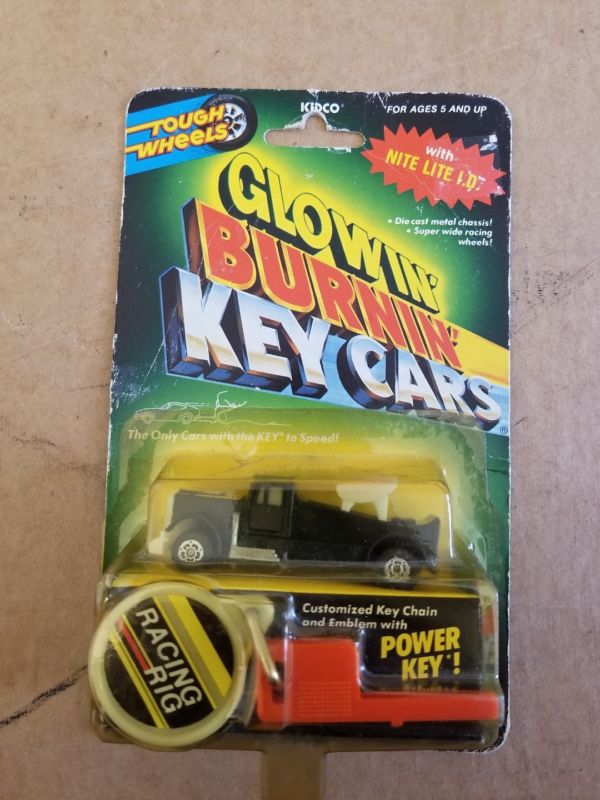 TOUGH
WHEELS
KIDCO
FOR AGES 5 AND UP
with
NITE LITE I.D.
• Die cast metal chassis!
• Super wide racing
wheels!
GLOWIN'
BURNIN'
KEY CARS®
The Only Cars with the KEY* to Speed!
RACING
RIG
Customized Key Chain
and Emblem with
POWER
KEY*!